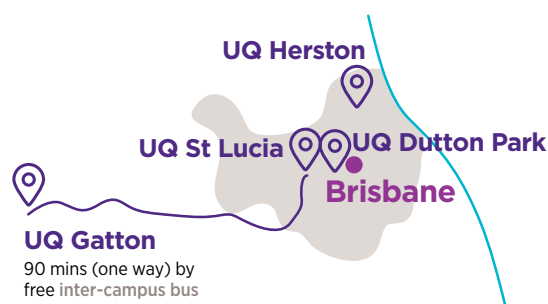 UQ Herston
UQ St Lucia
UQ Dutton Park
Brisbane
UQ Gatton
90 mins (one way) by
free inter-campus bus